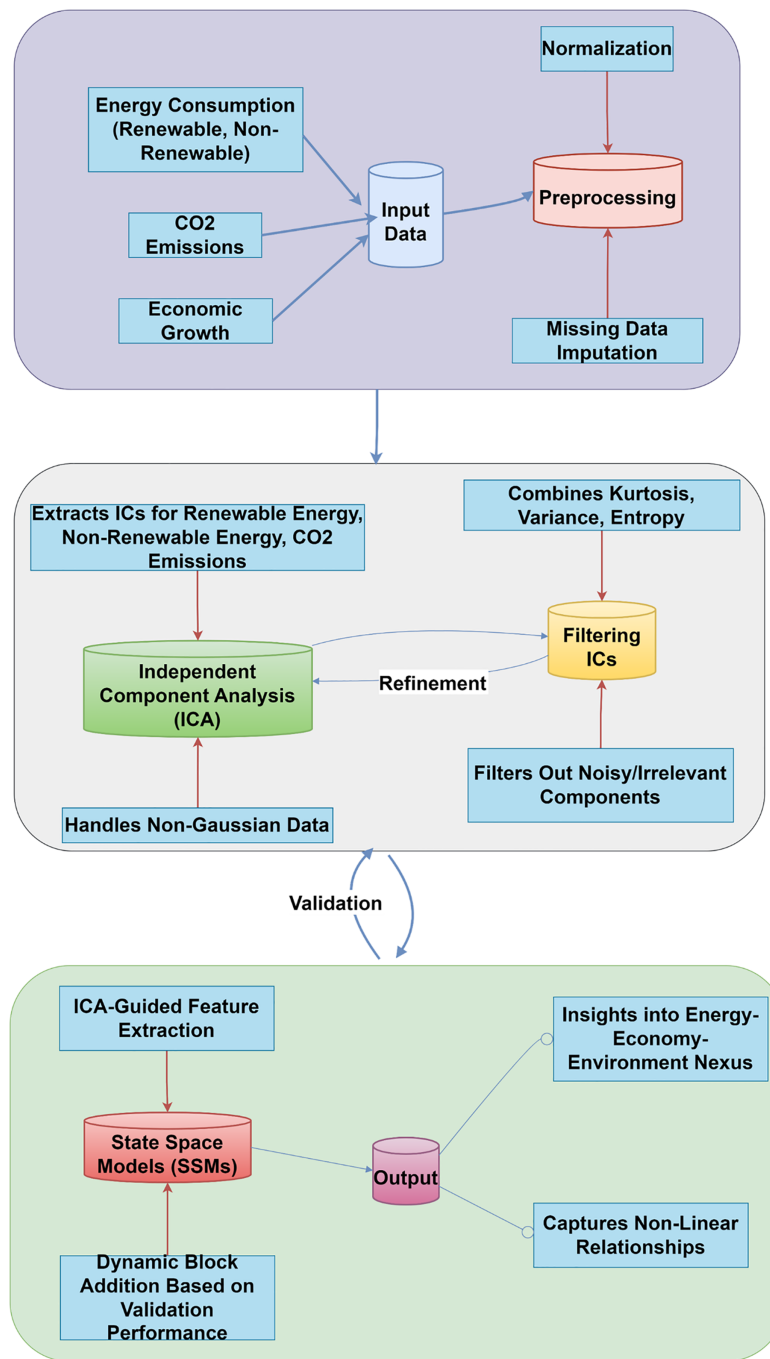 Normalization
Energy Consumption
(Renewable, Non-
Renewable)
Preprocessing
Input
Data
CO2
Emissions
Economic
Growth
Missing Data
Imputation
Extracts ICs for Renewable Energy,
Non-Renewable Energy, CO2
Emissions
Combines Kurtosis,
Variance, Entropy
Independent
Component Analysis
(ICA)
Filtering
ICs
Refinement
Handles Non-Gaussian Data
Filters Out Noisy/Irrelevant
Components
Validation
ICA-Guided Feature
Extraction
Insights into Energy-
Economy-
Environment Nexus
State Space
Models (SSMs)
Output
Captures Non-Linear
Relationships
Dynamic Block
Addition Based on
Validation
Performance